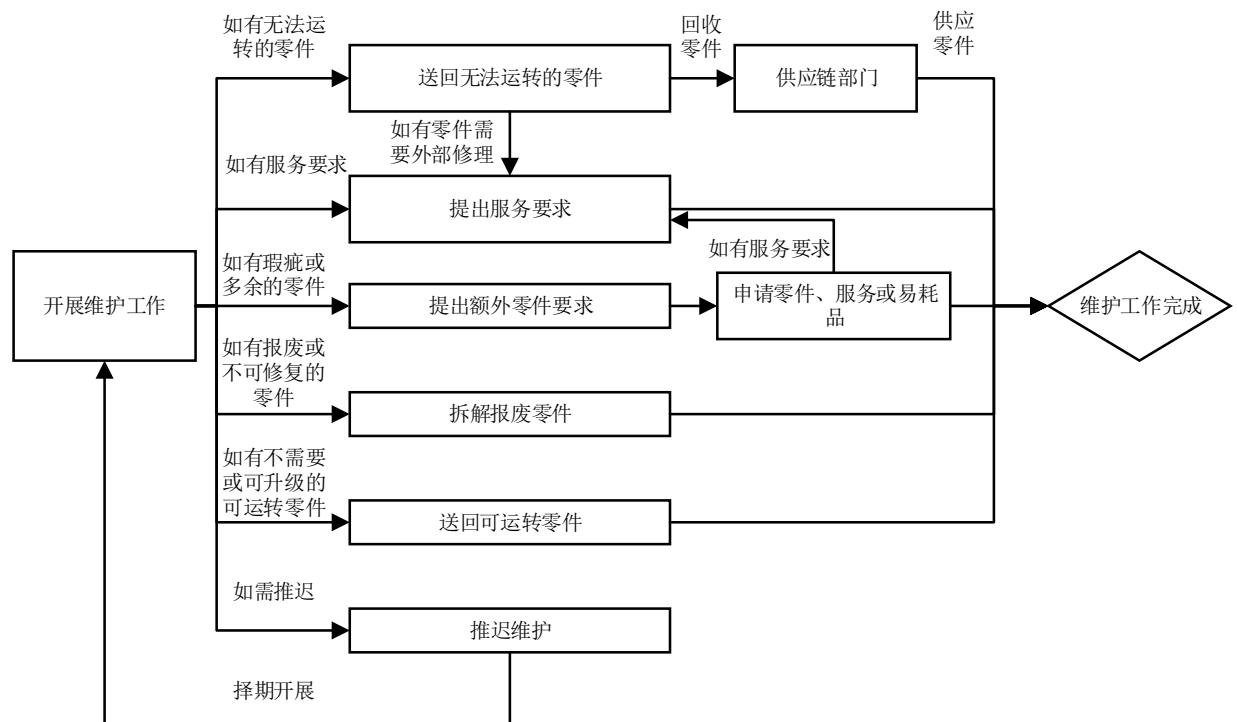 如有无法运
转的零件
回收
零件
供应
零件
送回无法运转的零件
供应链部门
如有零件需
要外部修理
如有服务要求
提出服务要求
如有服务要求
开展维护工作
如有瑕疵或
多余的零件
提出额外零件要求
申请零件、服务或易耗
品
维护工作完成
如有报废或
不可修复的
零件
拆解报废零件
如有不需要
或可升级的
可运转零件
送回可运转零件
如需推迟
推迟维护
择期开展